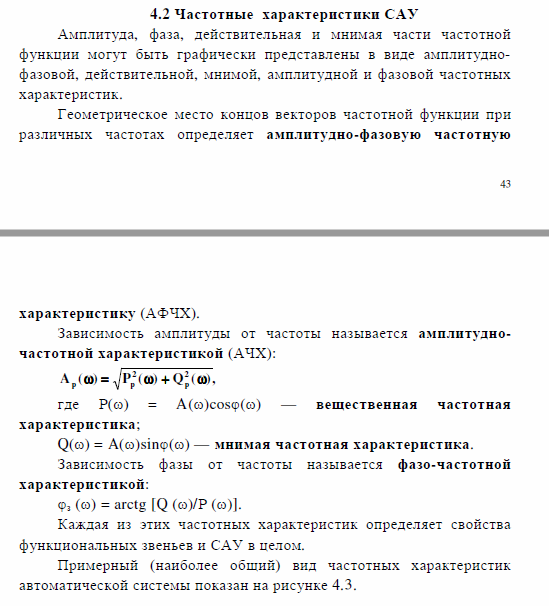 4.2 Частотные характеристики САУ
Амплитуда, фаза, действительная и мнимая части частотной
функции могут быть графически представлены в виде амплитудно-
фазовой, действительной, мнимой, амплитудной и фазовой частотных
характеристик.
Геометрическое место концов векторов частотной функции при
различных частотах определяет амплитудно-фазовую частотную
43
характеристику (АФЧХ).
Зависимость амплитуды от частоты называется амплитудно-
частотной характеристикой (АЧХ):
Aр(ω) = √(Pр²(ω) + Qр²(ω)),
где P(ω) = A(ω)cosφ(ω) — вещественная частотная
характеристика;
Q(ω) = A(ω)sinφ(ω) — мнимая частотная характеристика.
Зависимость фазы от частоты называется фазо-частотной
характеристикой:
φз (ω) = arctg [Q (ω)/P (ω)].
Каждая из этих частотных характеристик определяет свойства
функциональных звеньев и САУ в целом.
Примерный (наиболее общий) вид частотных характеристик
автоматической системы показан на рисунке 4.3.